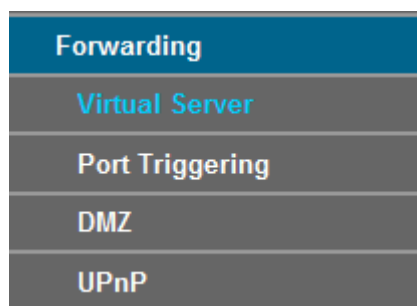 Forwarding
Virtual Server
Port Triggering
DMZ
UPnP